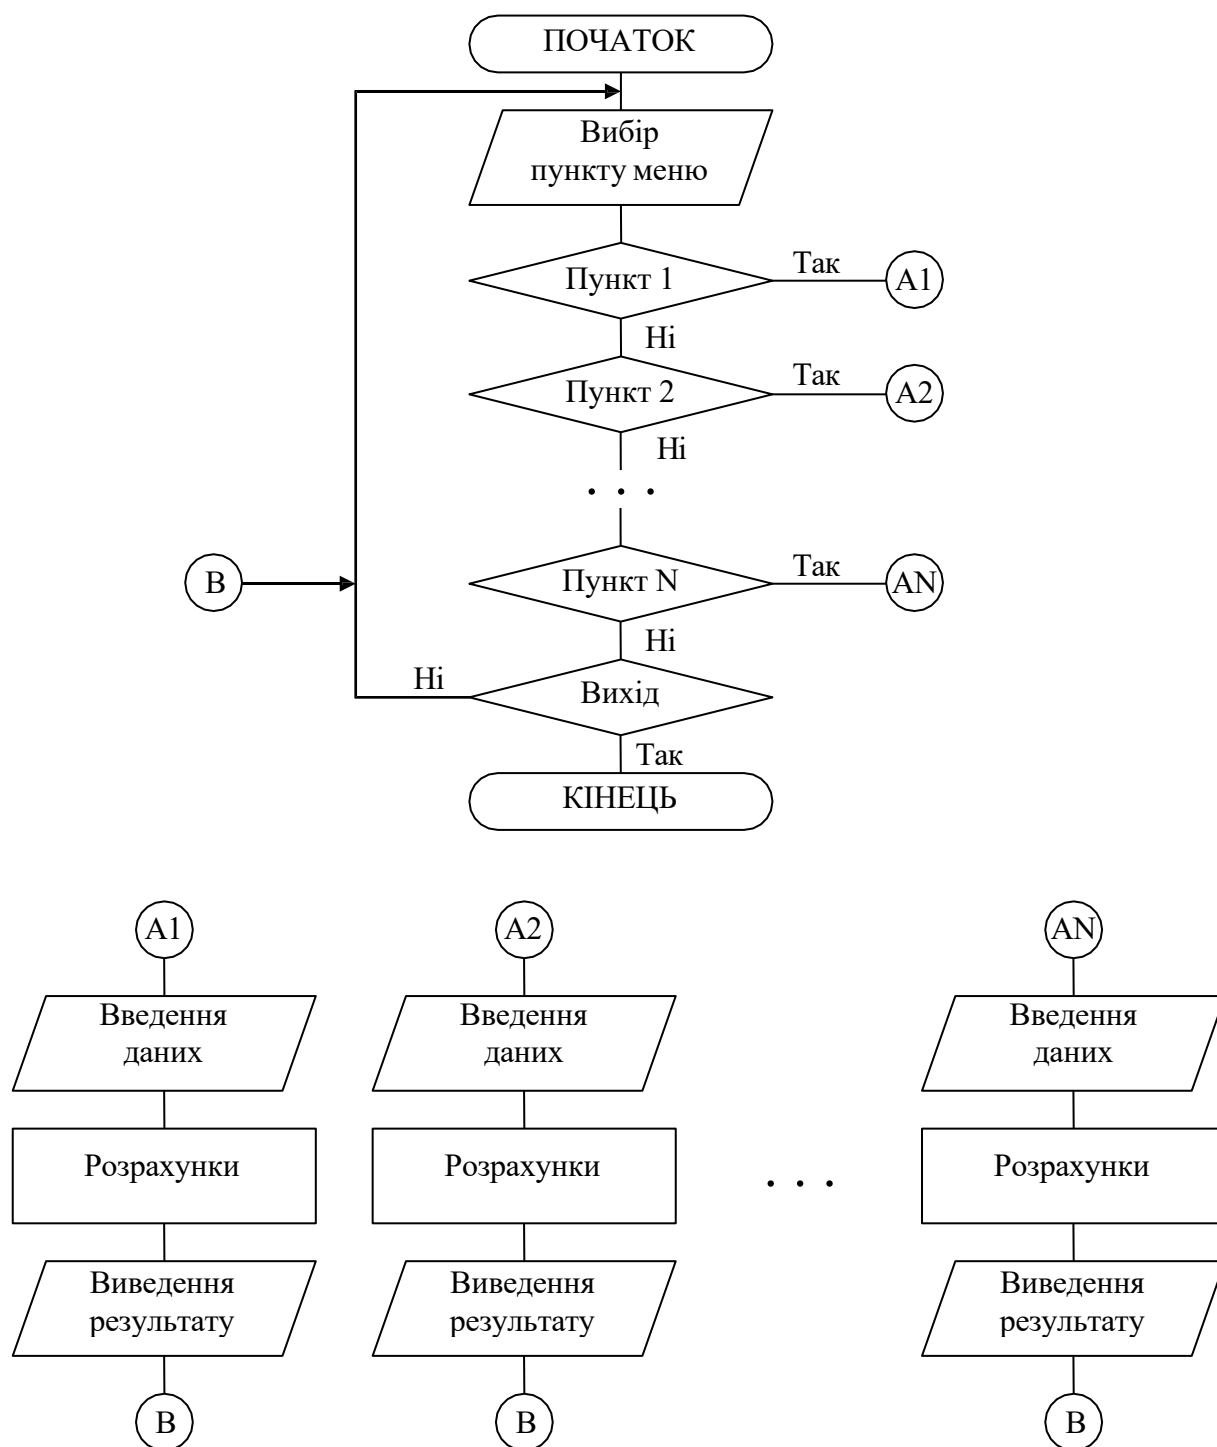 ПОЧАТОК
Вибір
пункту меню
Пункт 1
Так
A1
Ні
Пункт 2
Так
A2
Ні
. . .
B
Пункт N
Так
AN
Ні
Ні
Вихід
Так
КІНЕЦЬ
A1
A2
AN
Введення
даних
Введення
даних
Введення
даних
Розрахунки
Розрахунки
. . .
Розрахунки
Виведення
результату
Виведення
результату
Виведення
результату
B
B
B